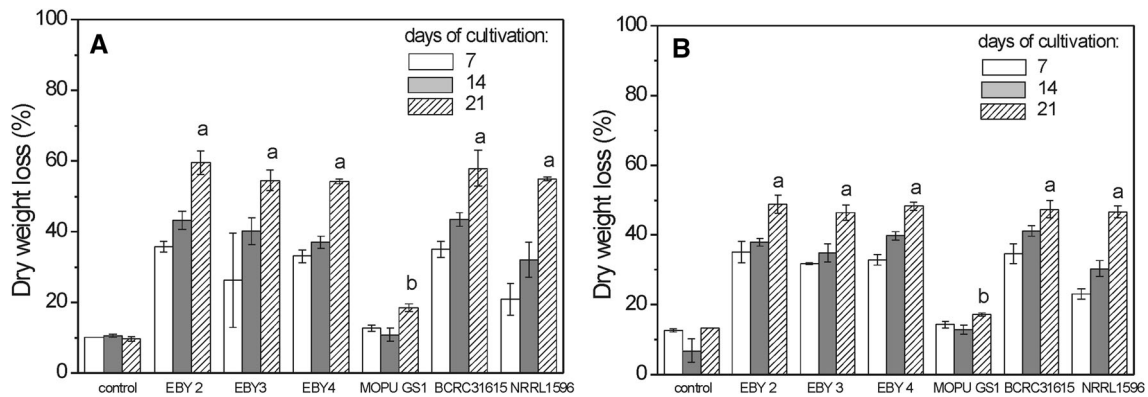 A
days of cultivation:
7
14
21
Dry weight loss (%)
100
80
60
40
20
0
a
a
a
b
a
a
control EBY 2 EBY3 EBY4 MOPU GS1 BCRC31615 NRRL1596
B
days of cultivation:
7
14
21
Dry weight loss (%)
100
80
60
40
20
0
a
a
a
b
a
a
control EBY 2 EBY 3 EBY 4 MOPU GS1 BCRC31615 NRRL1596